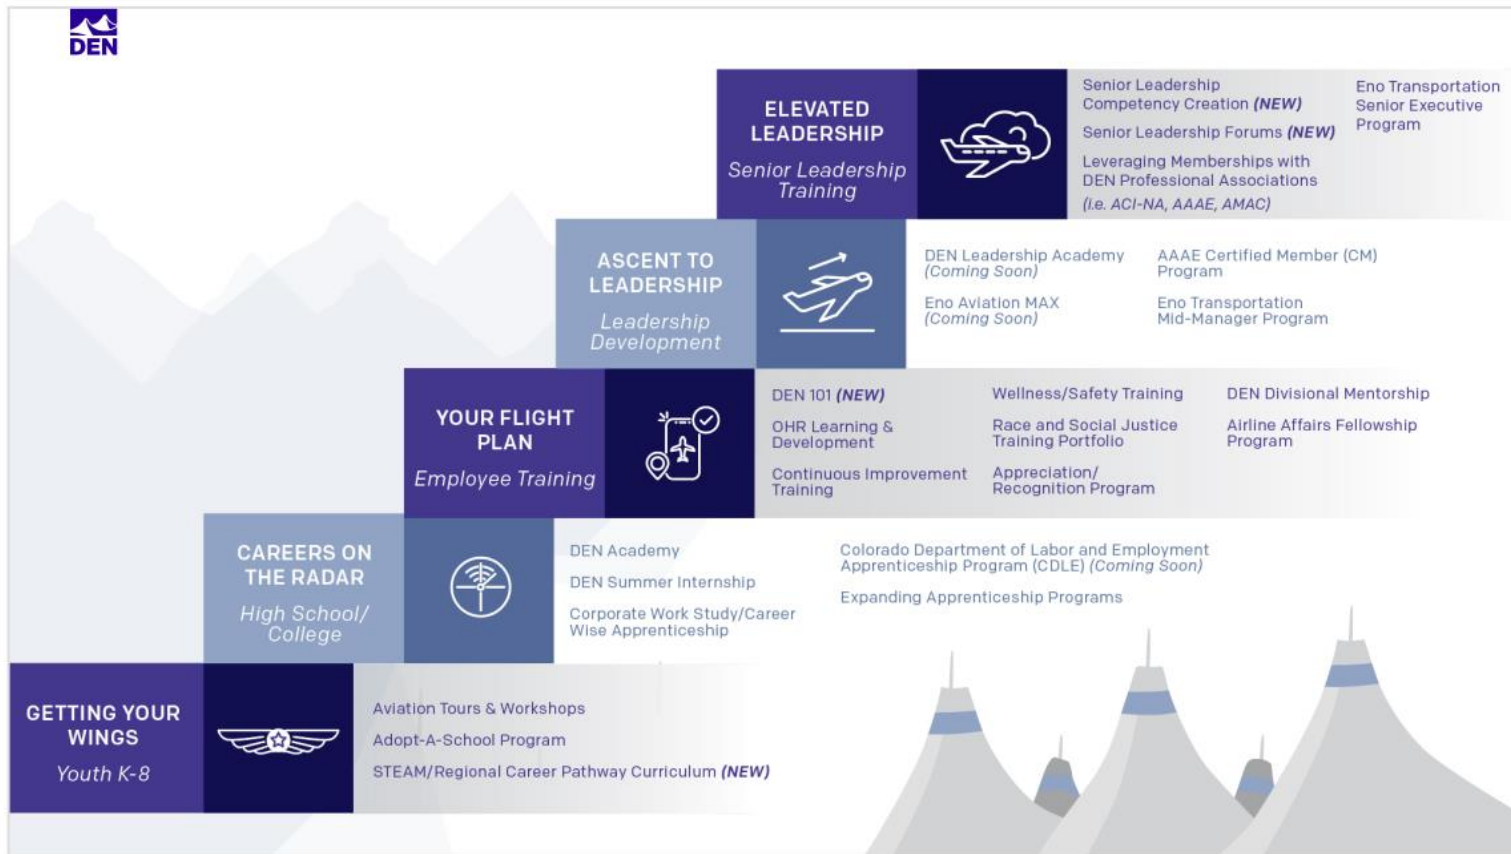 DEN
ELEVATED
LEADERSHIP
Senior Leadership
Training
Senior Leadership
Competency Creation (NEW)
Senior Leadership Forums (NEW)
Leveraging Memberships with
DEN Professional Associations
(i.e. ACI-NA, AAAE, AMAC)
Eno Transportation
Senior Executive
Program
ASCENT TO
LEADERSHIP
Leadership
Development
DEN Leadership Academy
(Coming Soon)
Eno Aviation MAX
(Coming Soon)
AAAE Certified Member (CM)
Program
Eno Transportation
Mid-Manager Program
YOUR FLIGHT
PLAN
Employee Training
DEN 101 (NEW)
OHR Learning &
Development
Continuous Improvement
Training
Wellness/Safety Training
Race and Social Justice
Training Portfolio
Appreciation/
Recognition Program
DEN Divisional Mentorship
Airline Affairs Fellowship
Program
CAREERS ON
THE RADAR
High School/
College
DEN Academy
DEN Summer Internship
Corporate Work Study/Career
Wise Apprenticeship
Colorado Department of Labor and Employment
Apprenticeship Program (CDLE) (Coming Soon)
Expanding Apprenticeship Programs
GETTING YOUR
WINGS
Youth K-8
Aviation Tours & Workshops
Adopt-A-School Program
STEAM/Regional Career Pathway Curriculum (NEW)